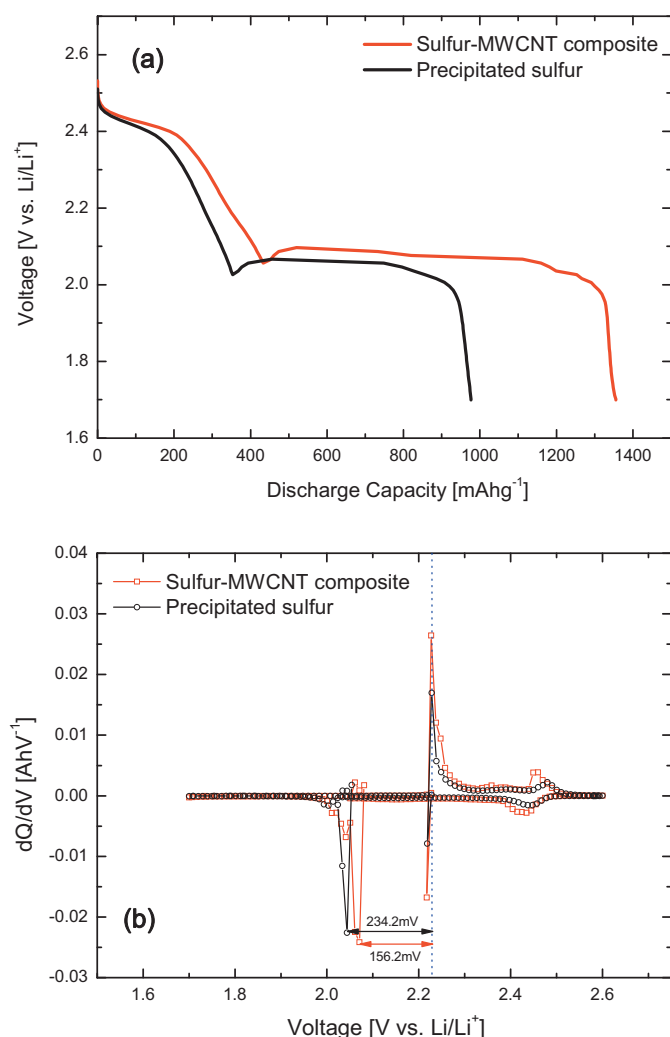 (a)
Sulfur-MWCNT composite
Precipitated sulfur
2.6
2.4
2.2
2.0
1.8
1.6
Voltage [V vs. Li/Li⁺]
0 200 400 600 800 1000 1200 1400
Discharge Capacity [mAhg⁻¹]
0.04
0.03
0.02
0.01
0.00
-0.01
-0.02
-0.03
dQ/dV [AhV⁻¹]
Sulfur-MWCNT composite
Precipitated sulfur
(b)
234.2mV
156.2mV
1.6 1.8 2.0 2.2 2.4 2.6
Voltage [V vs. Li/Li⁺]